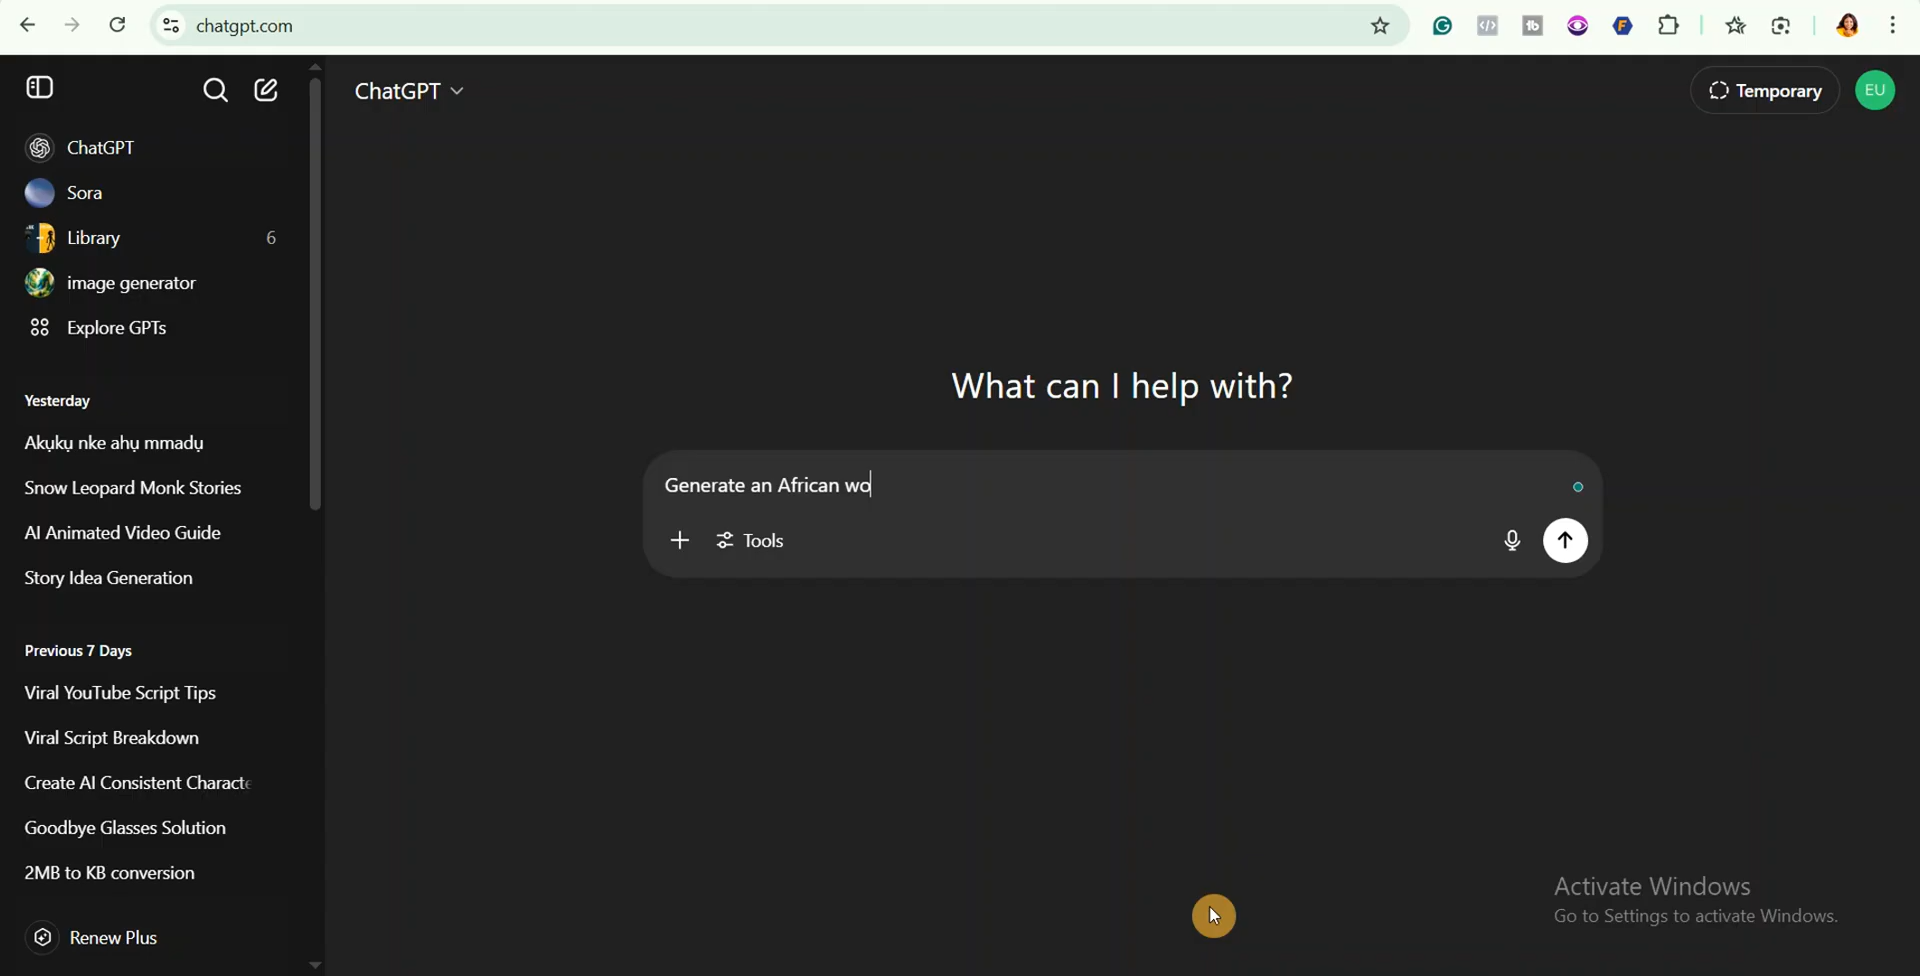 chatgpt.com
ChatGPT
Temporary
EU
ChatGPT
Sora
Library 6
image generator
Explore GPTs
Yesterday
Akụkụ nke ahụ mmadụ
Snow Leopard Monk Stories
AI Animated Video Guide
Story Idea Generation
Previous 7 Days
Viral YouTube Script Tips
Viral Script Breakdown
Create AI Consistent Characte
Goodbye Glasses Solution
2MB to KB conversion
Renew Plus
What can I help with?
Generate an African wo
Tools
Activate Windows
Go to Settings to activate Windows.